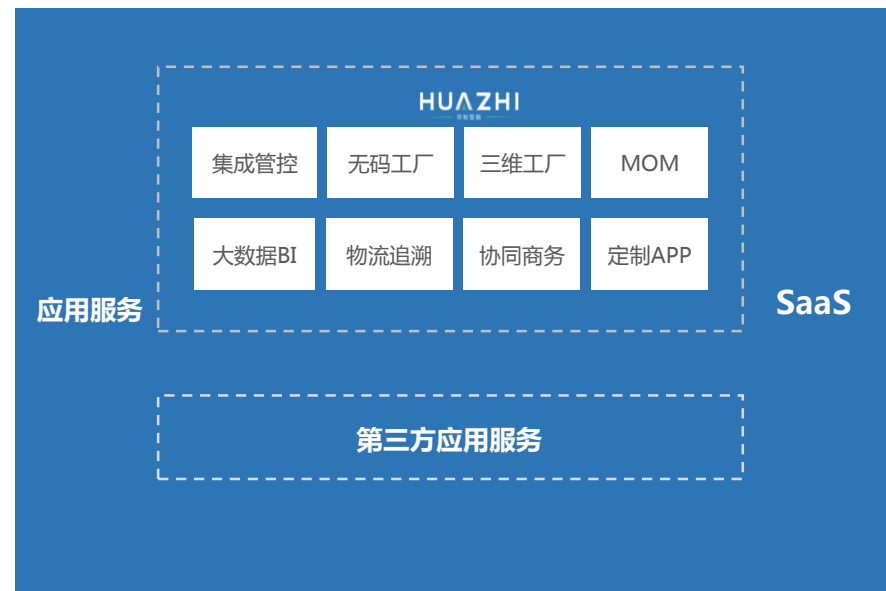 HUAZHI
集成管控 无码工厂 三维工厂 MOM
大数据BI 物流追溯 协同商务 定制APP
应用服务
SaaS
第三方应用服务